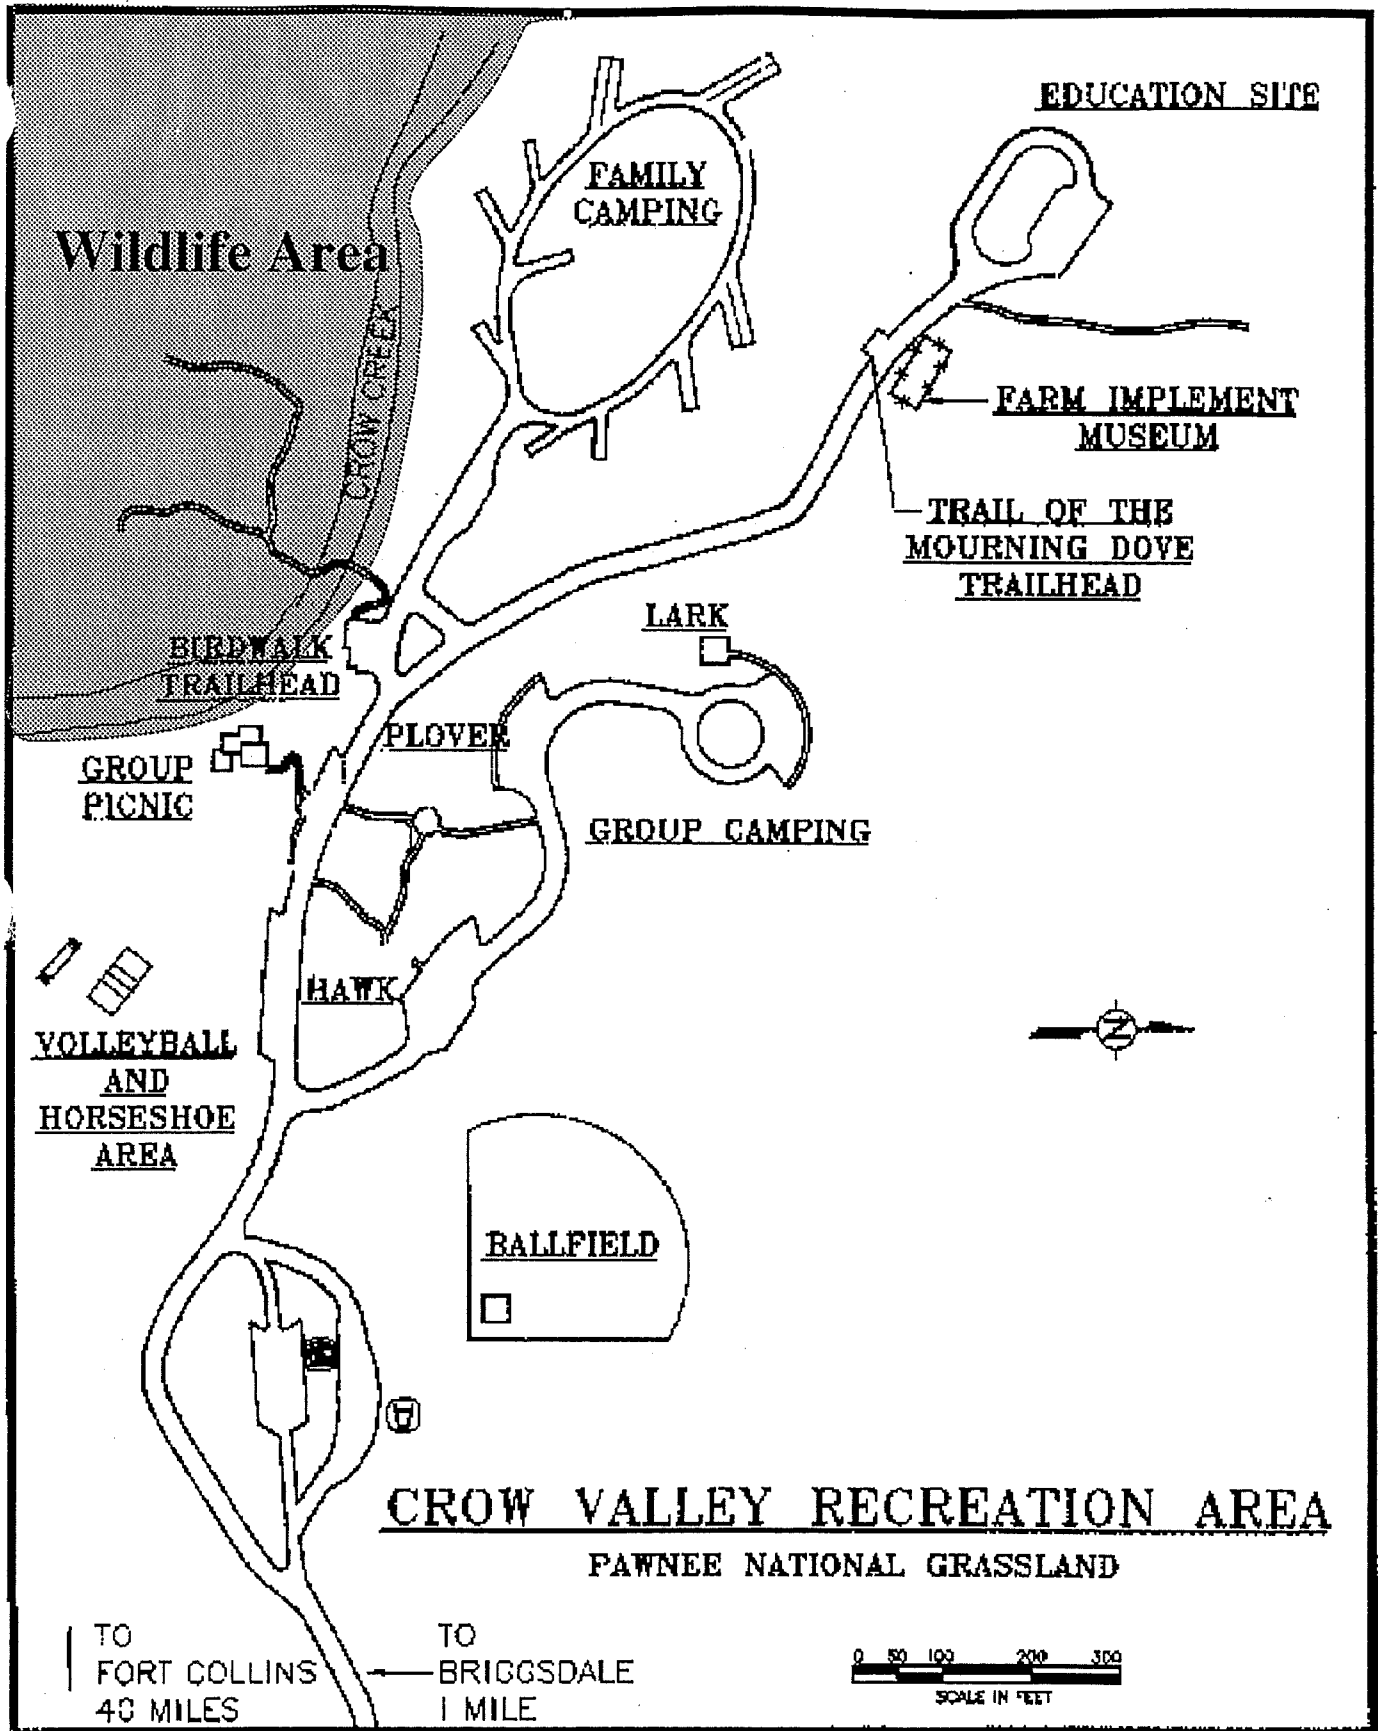 EDUCATION SITE
FAMILY
CAMPING
Wildlife Area
CROW CREEK
FARM IMPLEMENT
MUSEUM
TRAIL OF THE
MOURNING DOVE
TRAILHEAD
LARK
BIRDWALK
TRAILHEAD
PLOVER
GROUP
PICNIC
GROUP CAMPING
HAWK
N
VOLLEYBALL
AND
HORSESHOE
AREA
BALLFIELD
CROW VALLEY RECREATION AREA
PAWNEE NATIONAL GRASSLAND
TO
FORT COLLINS
40 MILES
TO
BRIGGSDALE
1 MILE
0 50 100 200 300
SCALE IN FEET